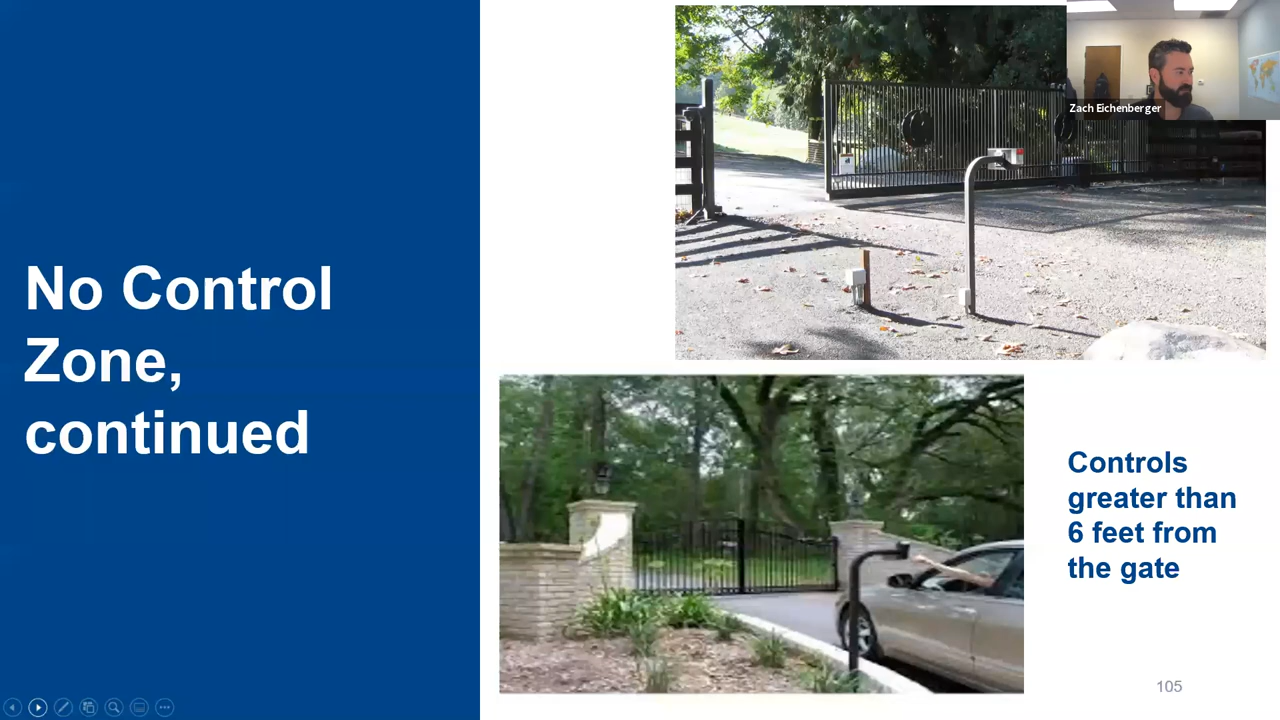 No Control
Zone,
continued
Zach Eichenberger
Controls
greater than
6 feet from
the gate
105